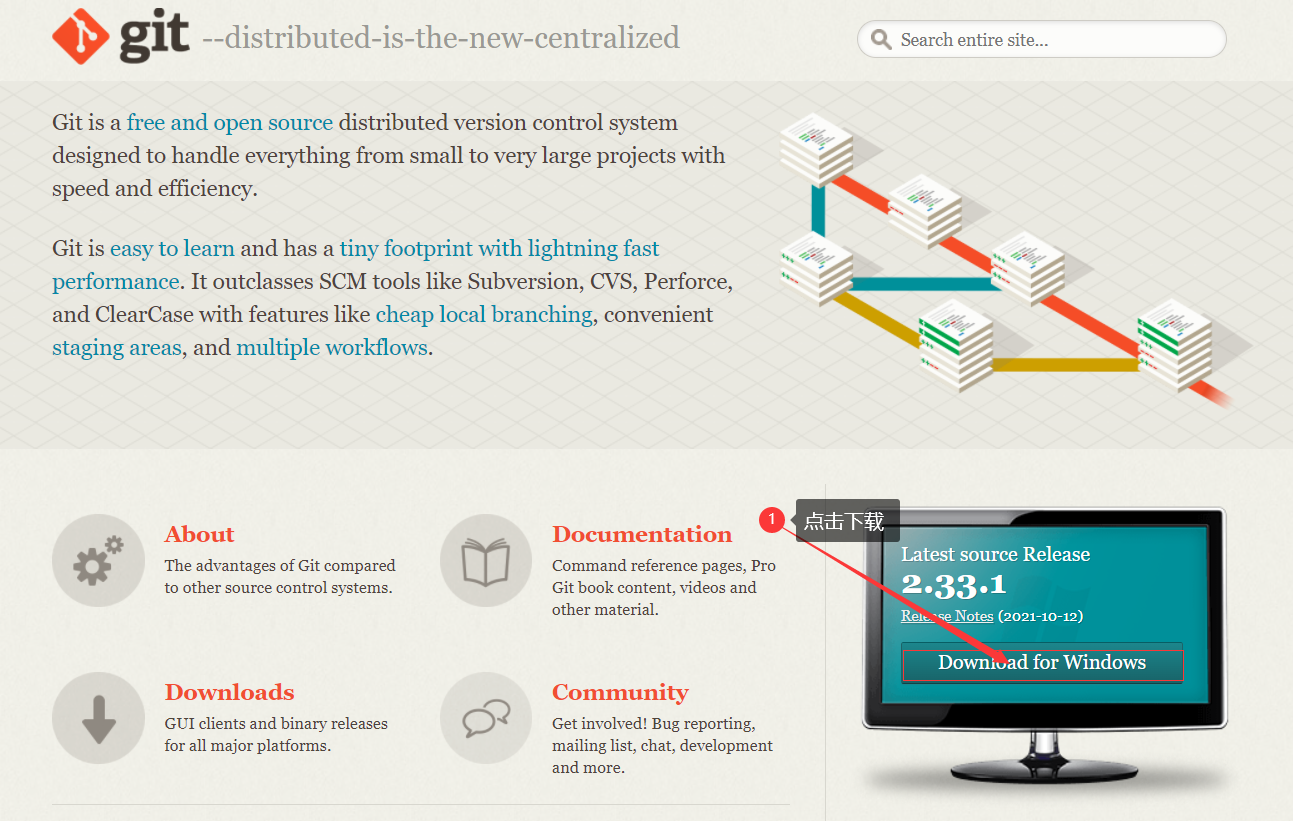 git --distributed-is-the-new-centralized
Search entire site...
Git is a free and open source distributed version control system
designed to handle everything from small to very large projects with
speed and efficiency.
Git is easy to learn and has a tiny footprint with lightning fast
performance. It outclasses SCM tools like Subversion, CVS, Perforce,
and ClearCase with features like cheap local branching, convenient
staging areas, and multiple workflows.
About
The advantages of Git compared
to other source control systems.
Documentation
Command reference pages, Pro
Git book content, videos and
other material.
Downloads
GUI clients and binary releases
for all major platforms.
Community
Get involved! Bug reporting,
mailing list, chat, development
and more.
1 点击下载
Latest source Release
2.33.1
Release Notes (2021-10-12)
Download for Windows